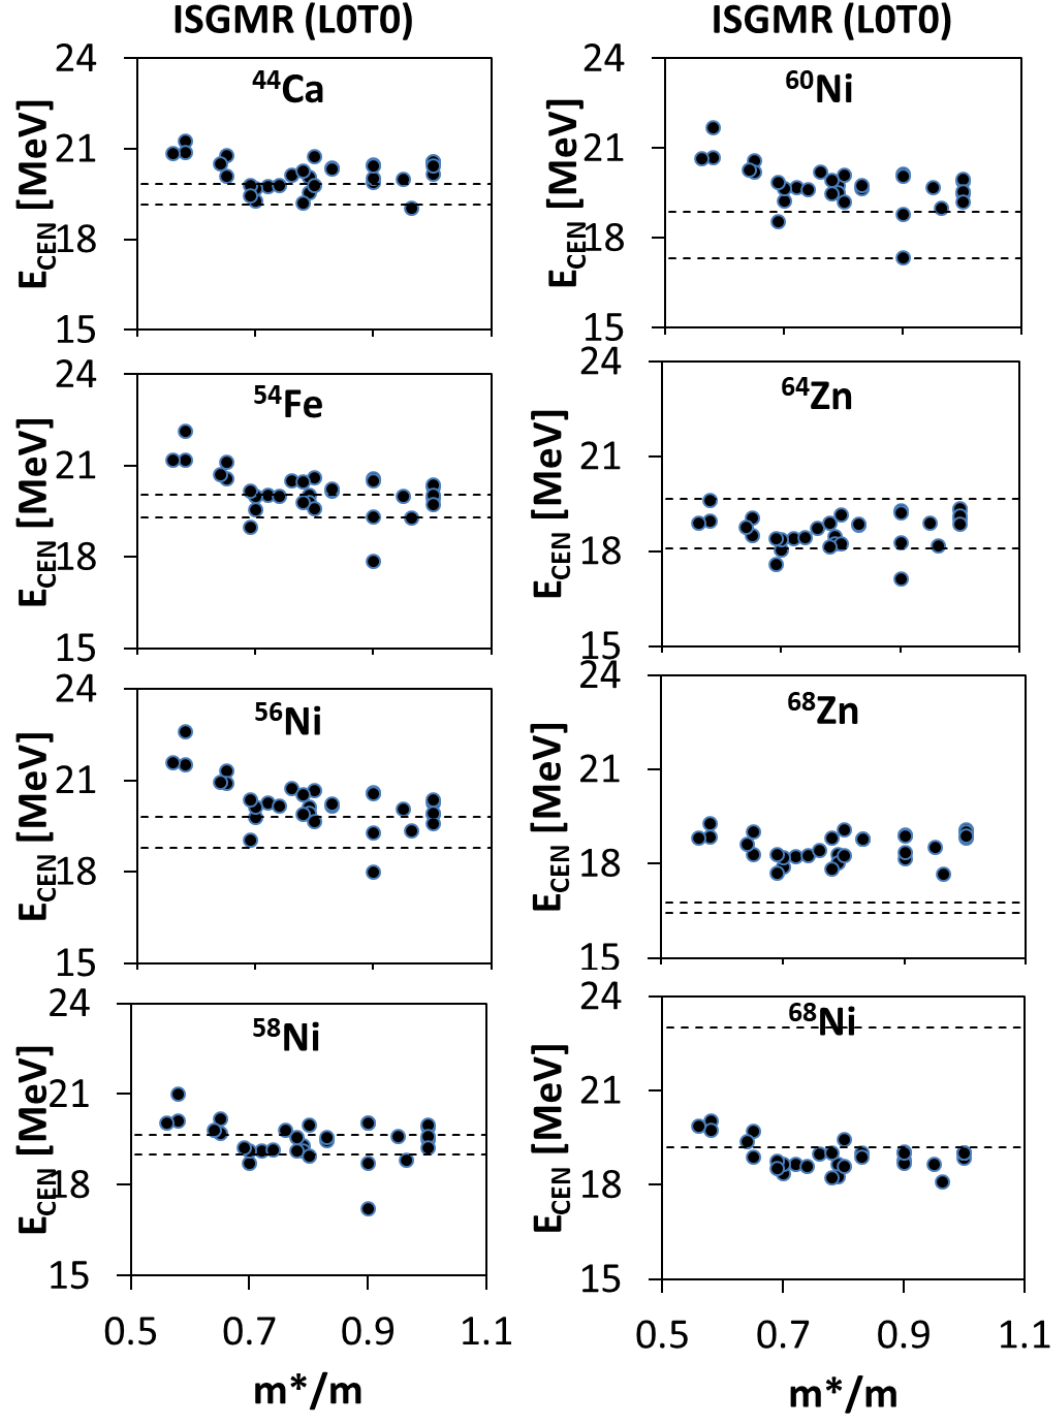 ISGMR (L0T0)
24
21
18
15
E_CEN [MeV]
⁴⁴Ca
24
21
18
15
E_CEN [MeV]
⁵⁴Fe
24
21
18
15
E_CEN [MeV]
⁵⁶Ni
24
21
18
15
E_CEN [MeV]
⁵⁸Ni
0.5 0.7 0.9 1.1
m*/m
ISGMR (L0T0)
24
21
18
15
E_CEN [MeV]
⁶⁰Ni
24
21
18
15
E_CEN [MeV]
⁶⁴Zn
24
21
18
15
E_CEN [MeV]
⁶⁸Zn
24
21
18
15
E_CEN [MeV]
⁶⁸Ni
0.5 0.7 0.9 1.1
m*/m